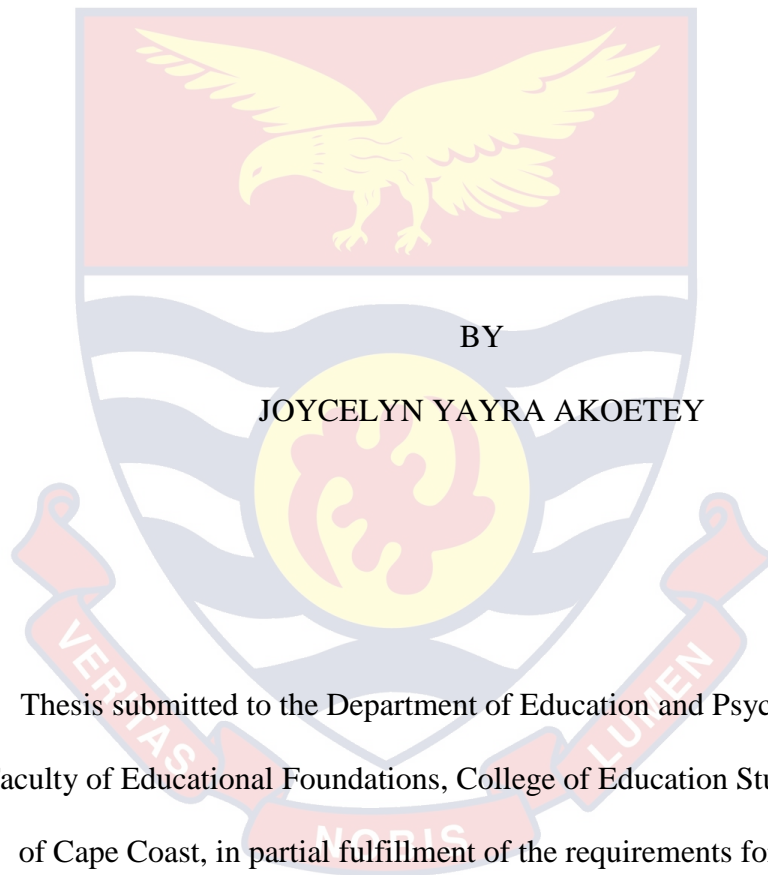 BY
JOYCELYN YAYRA AKOETEY
Thesis submitted to the Department of Education and
Faculty of Educational Foundations, College of Education
of Cape Coast, in partial fulfillment of the requirements
VERITAS NOBIS LUMEN